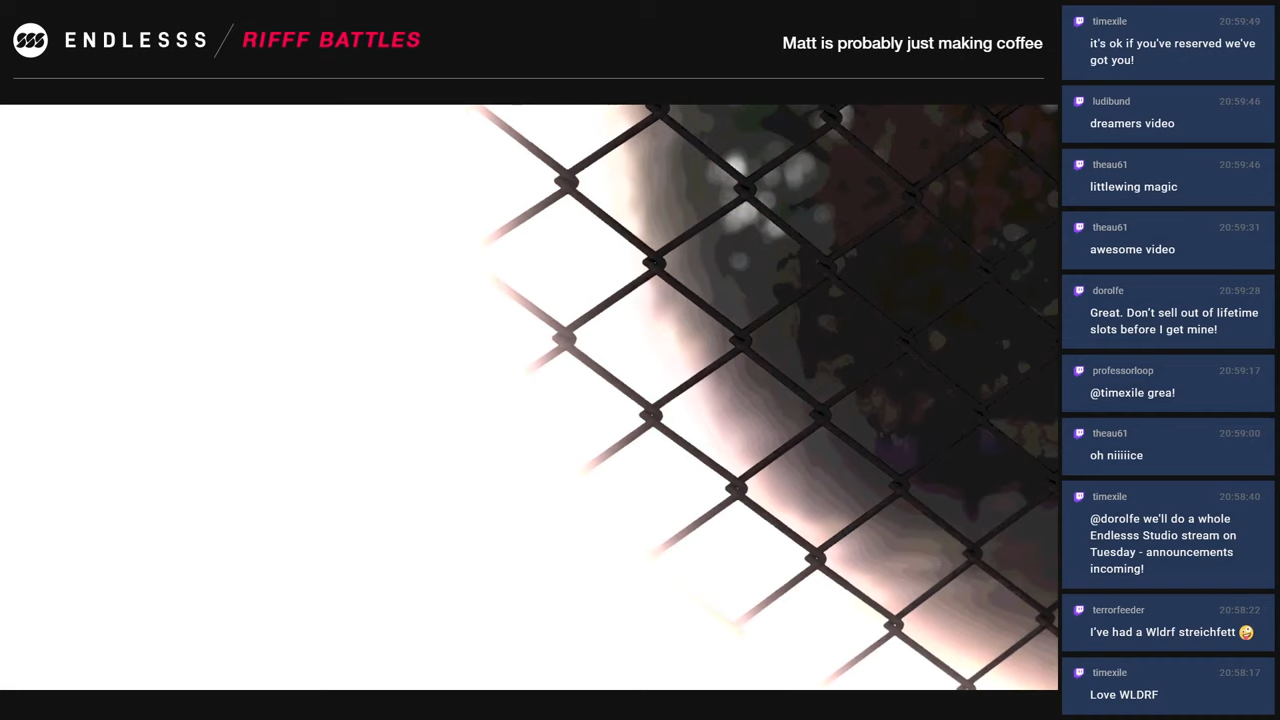 ENDLESSS / RIFFF BATTLES
Matt is probably just making coffee
timexile 20:59:49
it's ok if you've reserved we've
got you!
ludibund 20:59:46
dreamers video
theau61 20:59:46
littlewing magic
theau61 20:59:31
awesome video
dorolfe 20:59:28
Great. Don't sell out of lifetime
slots before I get mine!
professorloop 20:59:17
@timexile grea!
theau61 20:59:00
oh niiiiice
timexile 20:58:40
@dorolfe we'll do a whole
Endlesss Studio stream on
Tuesday - announcements
incoming!
terrorfeeder 20:58:22
I've had a Wldrf streichfett 🤪
timexile 20:58:17
Love WLDRF